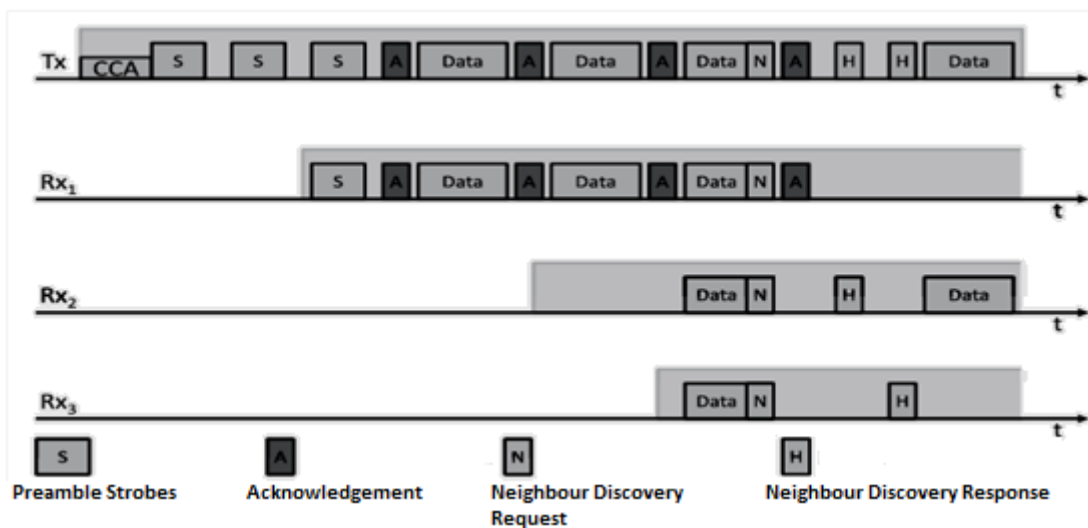 Tx CCA S S S A Data A Data A Data N A H H Data
t
Rx1 S A Data A Data A Data N A
t
Rx2 Data N H Data
t
Rx3 Data N H
t
S A N H
Preamble Strobes Acknowledgement Neighbour Discovery Neighbour Discovery Response
Request